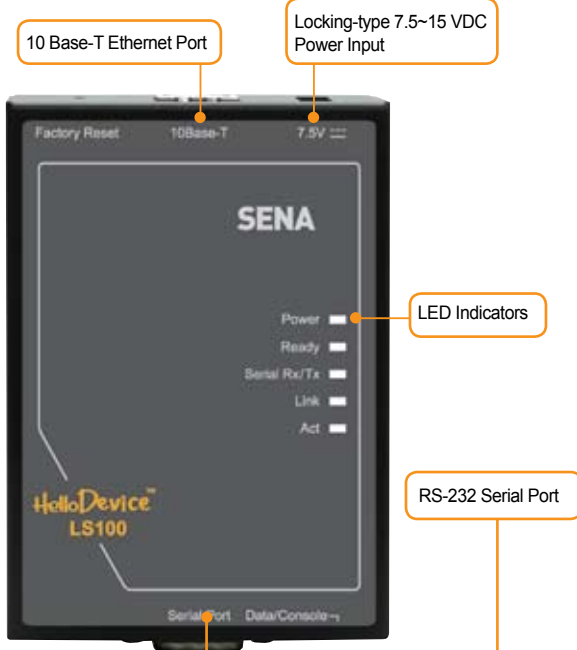 10 Base-T Ethernet Port
Locking-type 7.5~15 VDC
Power Input
Factory Reset
10Base-T
7.5V
SENA
Power
LED Indicators
Ready
Serial Rx/Tx
Link
Act
RS-232 Serial Port
HelloDevice™
LS100
Serial Port
Data/Console